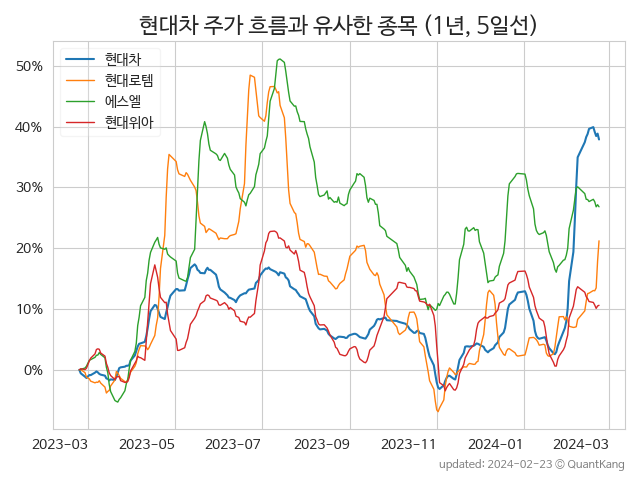 현대차 주가 흐름과 유사한 종목 (1년, 5일선)
현대차
현대로템
에스엘
현대위아
50%
40%
30%
20%
10%
0%
2023-03 2023-05 2023-07 2023-09 2023-11 2024-01 2024-03
updated: 2024-02-23 ⓒ QuantKang